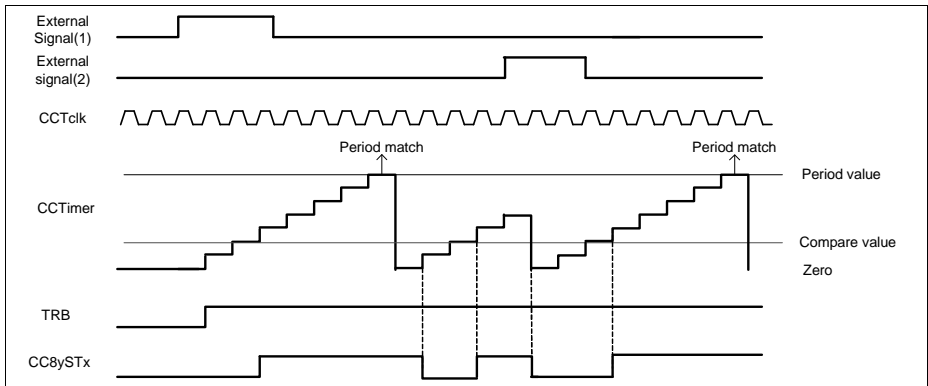 External
Signal(1)
External
signal(2)
CCTclk
Period match
Period match
Period value
CCTimer
Compare value
Zero
TRB
CC8ySTx